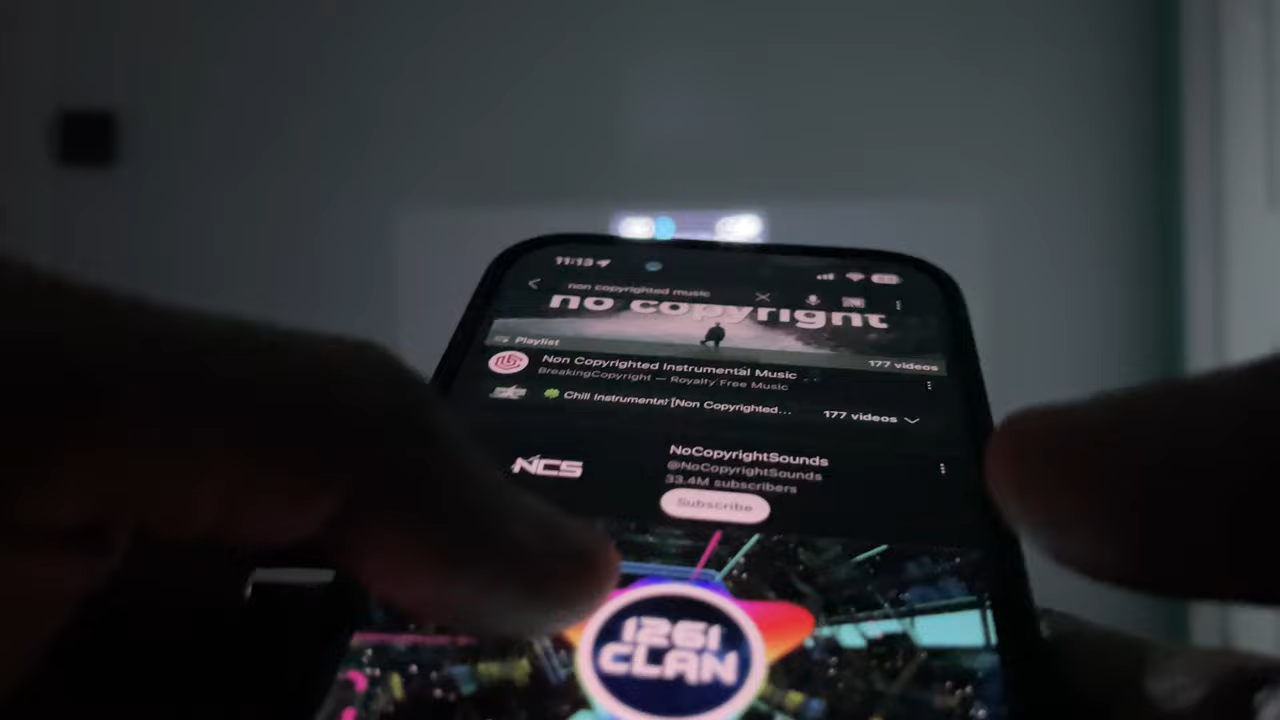 11:13
non copyrighted music
no copyright
Playlist
177 videos
Non Copyrighted Instrumental Music
BreakingCopyright — Royalty Free Music
Chill Instrumental [Non Copyrighted...
177 videos
NCS
NoCopyrightSounds
@NoCopyrightSounds
33.4M subscribers
Subscribe
1261
CLAN